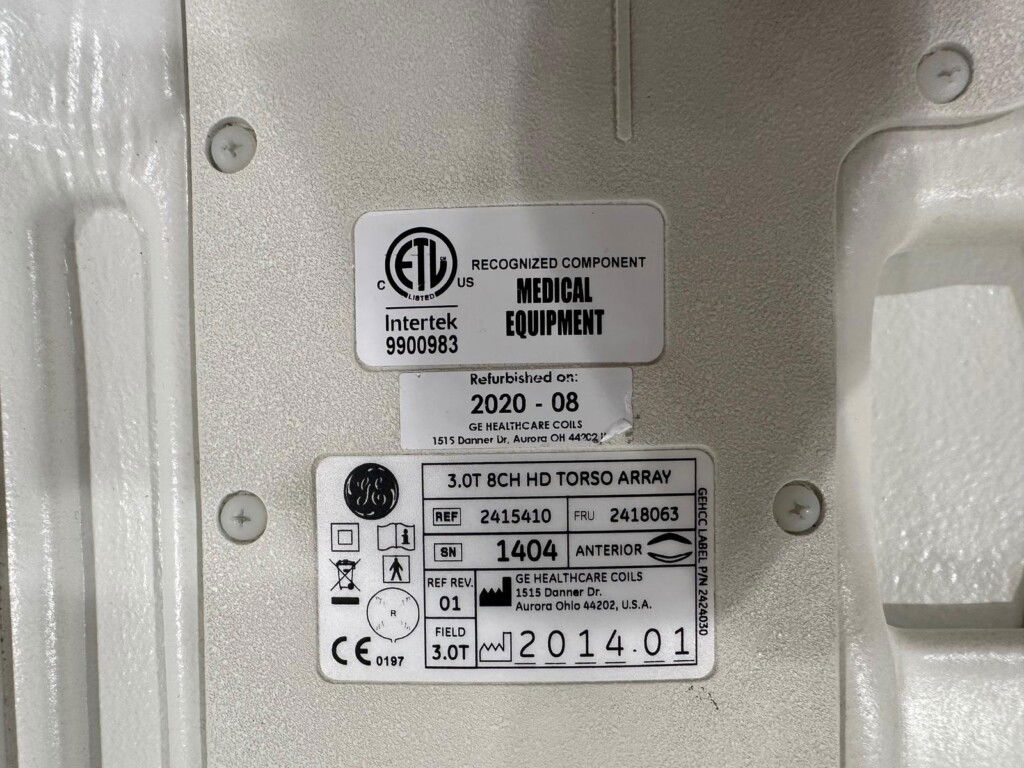 ETL
LISTED
C US
Intertek
9900983
RECOGNIZED COMPONENT
MEDICAL
EQUIPMENT
Refurbished on:
2020 - 08
GE HEALTHCARE COILS
1515 Danner Dr, Aurora OH 44202
GE
3.0T 8CH HD TORSO ARRAY
REF 2415410 FRU 2418063
SN 1404 ANTERIOR
REF REV.
01
GE HEALTHCARE COILS
1515 Danner Dr.
Aurora Ohio 44202, U.S.A.
FIELD
3.0T
2014.01
R
CE 0197
GEHCC LABEL P/N 2424030